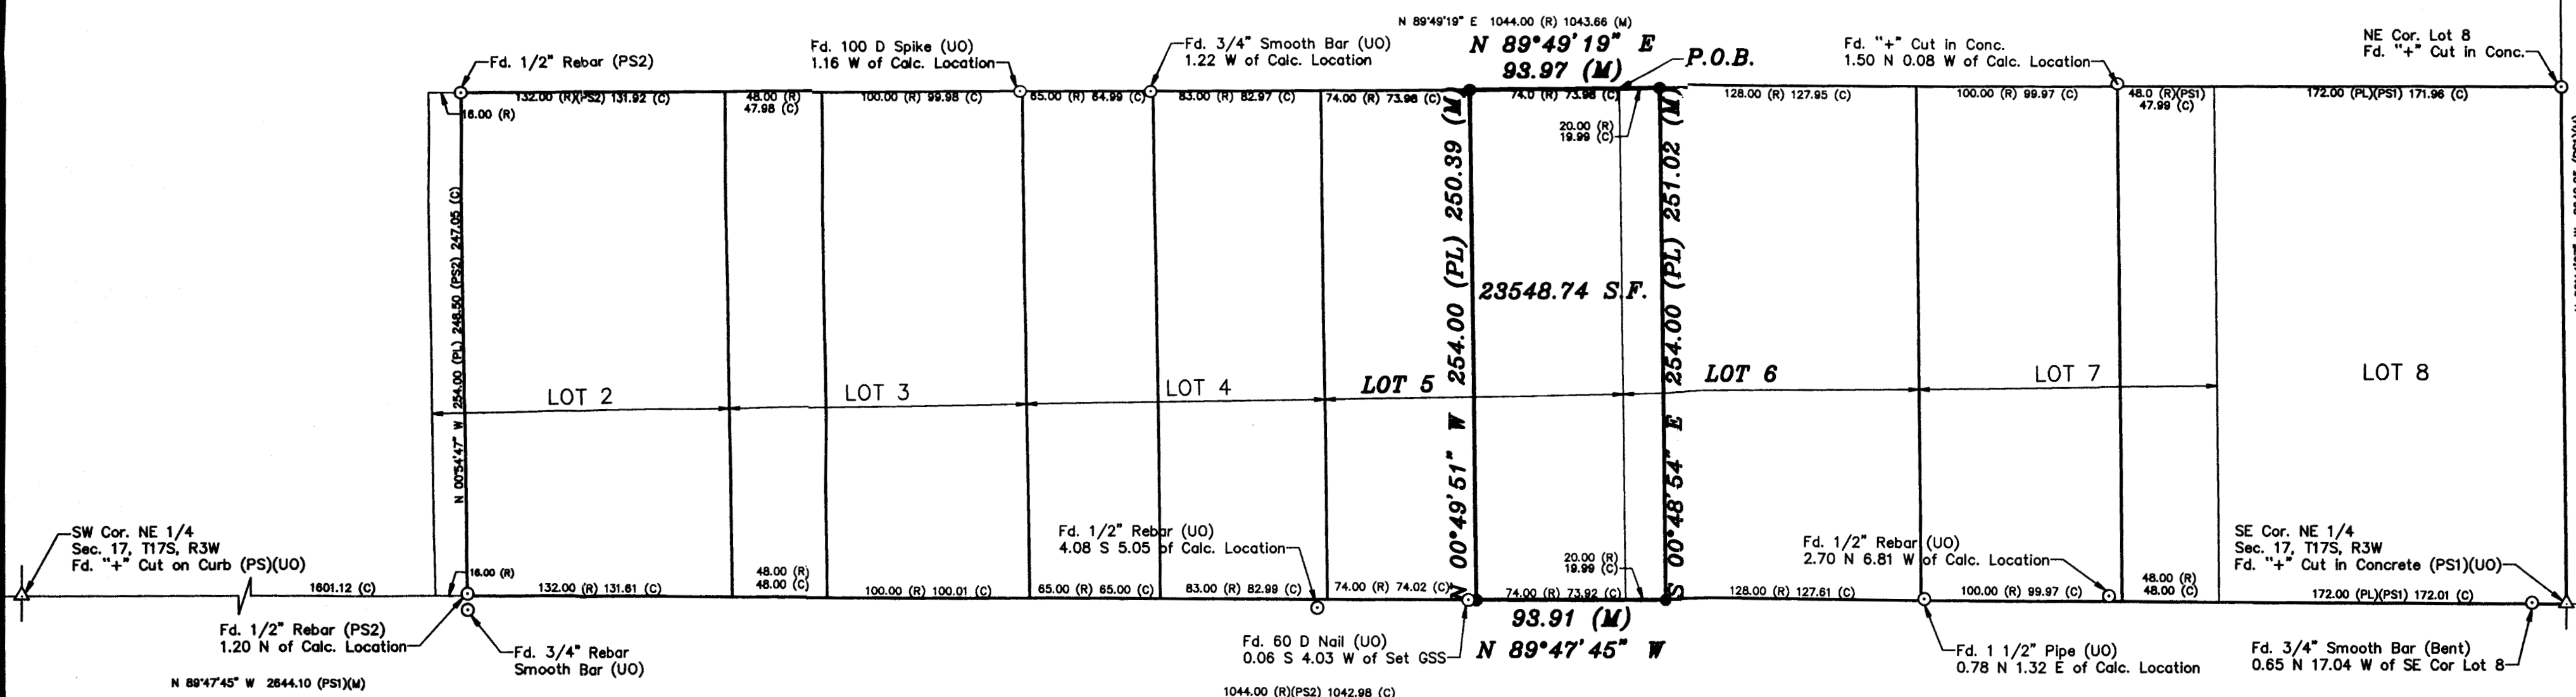 N 89°49'19" E 1044.00 (R) 1043.66 (M)
N 89°49'19" E
93.97 (M)
P.O.B.
Fd. 1/2" Rebar (PS2)
Fd. 100 D Spike (UO)
1.16 W of Calc. Location
Fd. 3/4" Smooth Bar (UO)
1.22 W of Calc. Location
Fd. "+" Cut in Conc.
1.50 N 0.08 W of Calc. Location
NE Cor. Lot 8
Fd. "+" Cut in Conc.
16.00 (R)
132.00 (R)(PS2) 131.92 (C)
48.00 (R)
47.98 (C)
100.00 (R) 99.98 (C)
65.00 (R) 64.99 (C)
83.00 (R) 82.97 (C)
74.00 (R) 73.98 (C)
74.0 (R) 73.98 (C)
20.00 (R)
19.99 (C)
128.00 (R) 127.95 (C)
100.00 (R) 99.97 (C)
48.0 (R)(PS1)
47.99 (C)
172.00 (PL)(PS1) 171.96 (C)
N 00°54'47" W 254.00 (PL) 248.50 (PS2) 247.05 (C)
N 00°49'51" W 254.00 (PL) 250.39 (M)
23548.74 S.F.
S 00°48'54" E 254.00 (PL) 251.02 (M)
LOT 2
LOT 3
LOT 4
LOT 5
LOT 6
LOT 7
LOT 8
SW Cor. NE 1/4
Sec. 17, T17S, R3W
Fd. "+" Cut on Curb (PS)(UO)
1601.12 (C)
16.00 (R)
132.00 (R) 131.61 (C)
48.00 (R)
48.00 (C)
100.00 (R) 100.01 (C)
65.00 (R) 65.00 (C)
83.00 (R) 82.99 (C)
74.00 (R) 74.02 (C)
74.00 (R) 73.92 (C)
20.00 (R)
19.99 (C)
128.00 (R) 127.61 (C)
100.00 (R) 99.97 (C)
48.00 (R)
48.00 (C)
172.00 (PL)(PS1) 172.01 (C)
Fd. 1/2" Rebar (UO)
4.08 S 5.05 of Calc. Location
Fd. 1/2" Rebar (UO)
2.70 N 6.81 W of Calc. Location
SE Cor. NE 1/4
Sec. 17, T17S, R3W
Fd. "+" Cut in Concrete (PS1)(UO)
93.91 (M)
N 89°47'45" W
Fd. 1/2" Rebar (PS2)
1.20 N of Calc. Location
Fd. 3/4" Rebar
Smooth Bar (UO)
Fd. 60 D Nail (UO)
0.06 S 4.03 W of Set GSS
Fd. 1 1/2" Pipe (UO)
0.78 N 1.32 E of Calc. Location
Fd. 3/4" Smooth Bar (Bent)
0.65 N 17.04 W of SE Cor Lot 8
N 89°47'45" W 2644.10 (PS1)(M)
1044.00 (R)(PS2) 1042.98 (C)